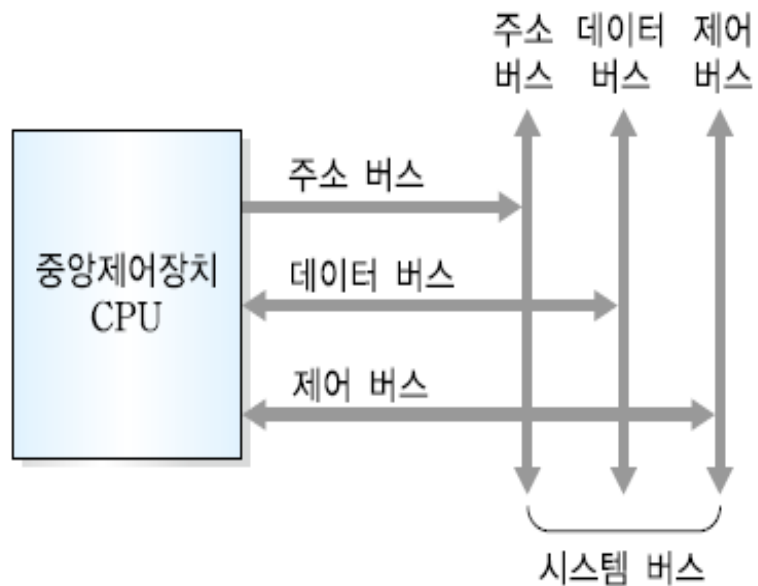 주소 데이터 제어
버스 버스 버스
주소 버스
중앙제어장치
CPU
데이터 버스
제어 버스
시스템 버스